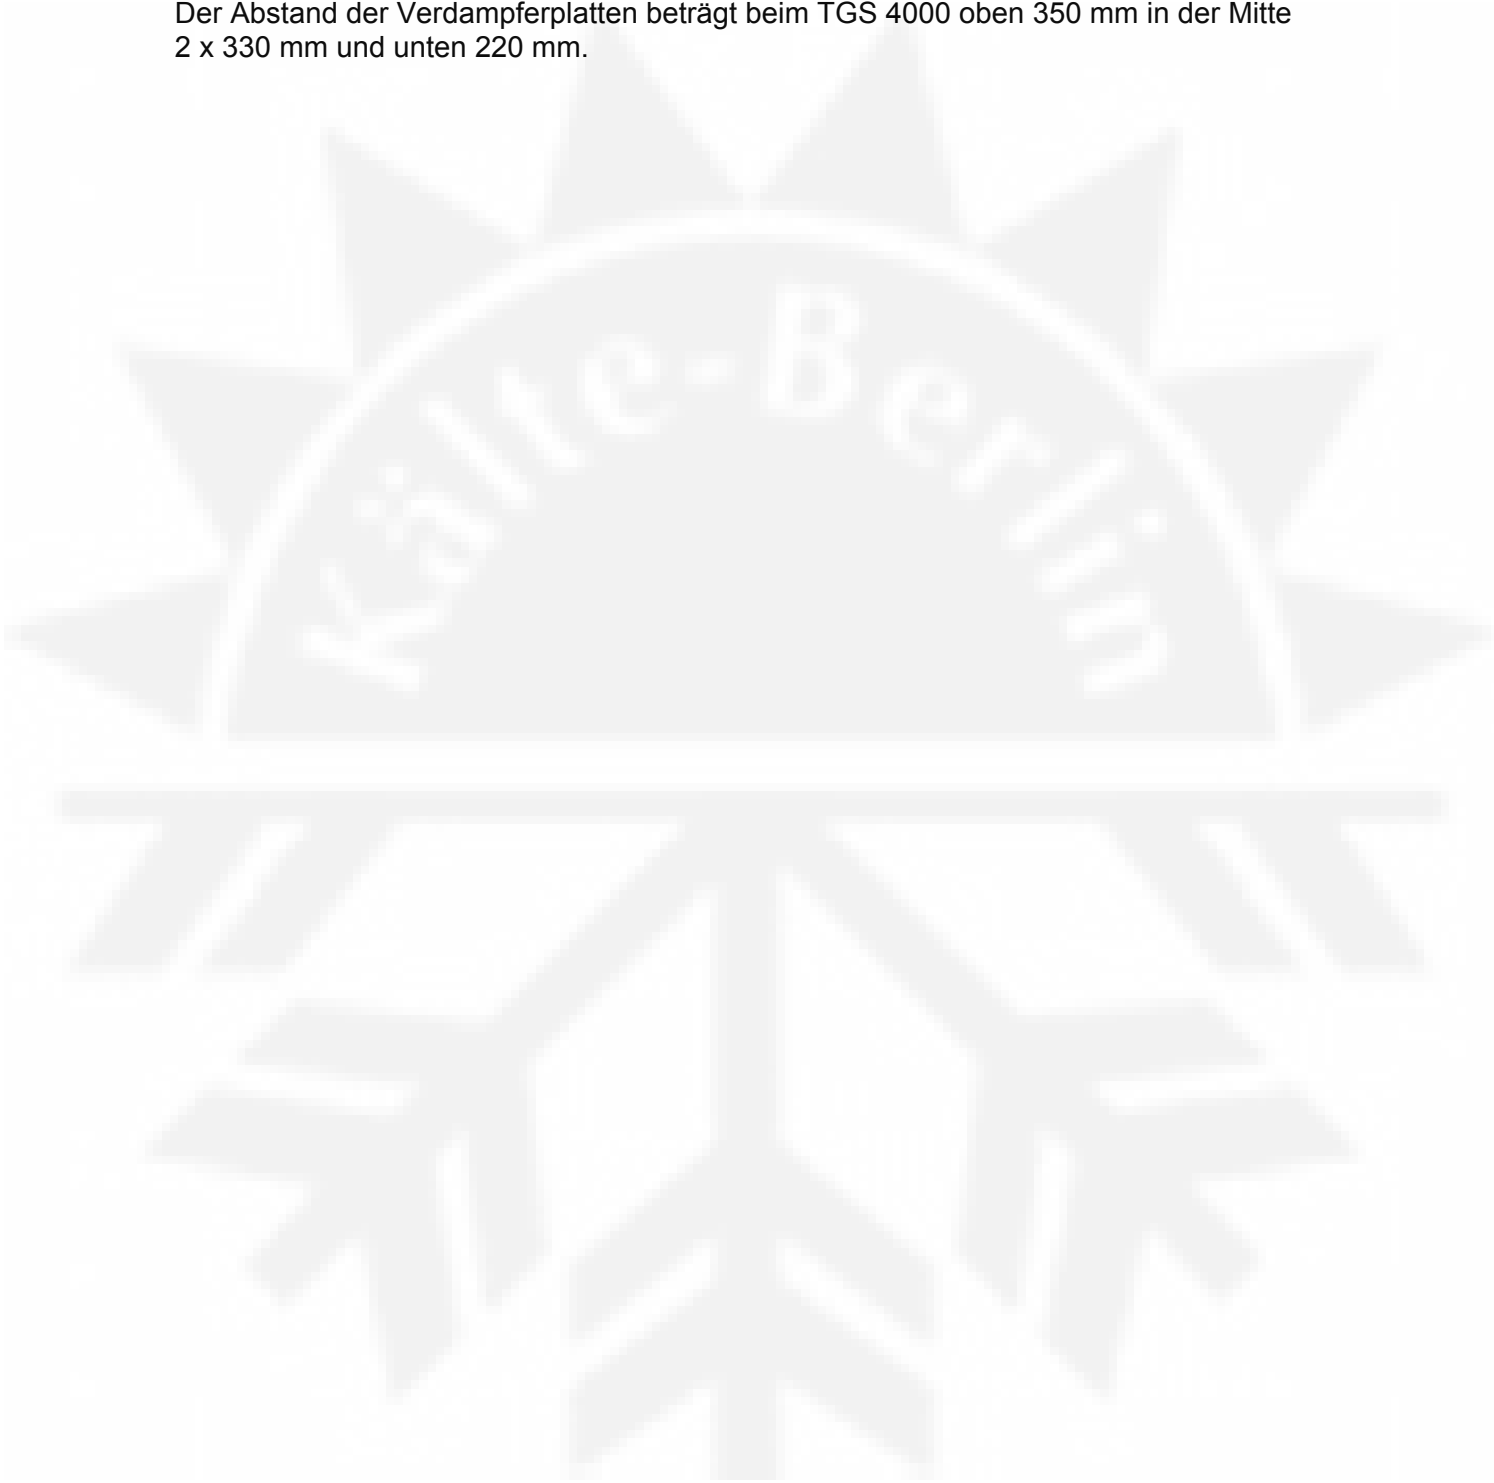 Der Abstand der Verdampferplatten beträgt beim TGS 4000 oben 350 mm in der Mitte
2 x 330 mm und unten 220 mm.
Kälte-Berlin